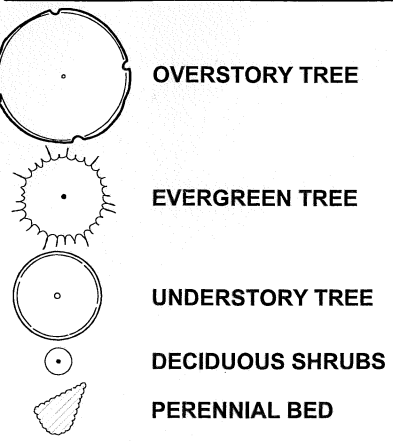 OVERSTORY TREE
EVERGREEN TREE
UNDERSTORY TREE
DECIDUOUS SHRUBS
PERENNIAL BED